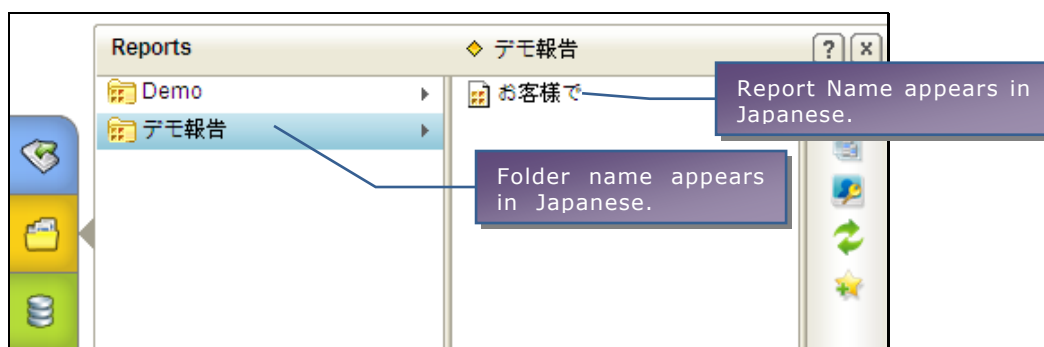 Reports
デモ報告
? x
Demo
お客様で
デモ報告
Report Name appears in
Japanese.
Folder name appears
in Japanese.